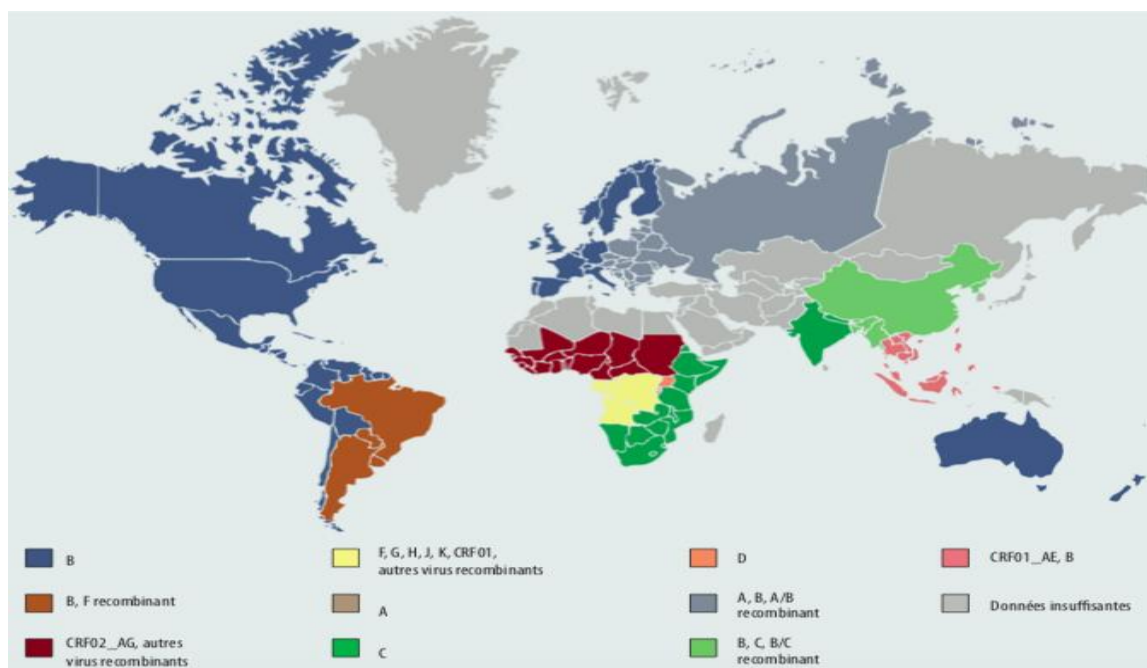 B
F, G, H, J, K, CRF01,
autres virus recombinants
D
CRF01_AE, B
B, F recombinant
A
A, B, A/B
recombinant
Données insuffisantes
CRF02_AG, autres
virus recombinants
C
B, C, B/C
recombinant